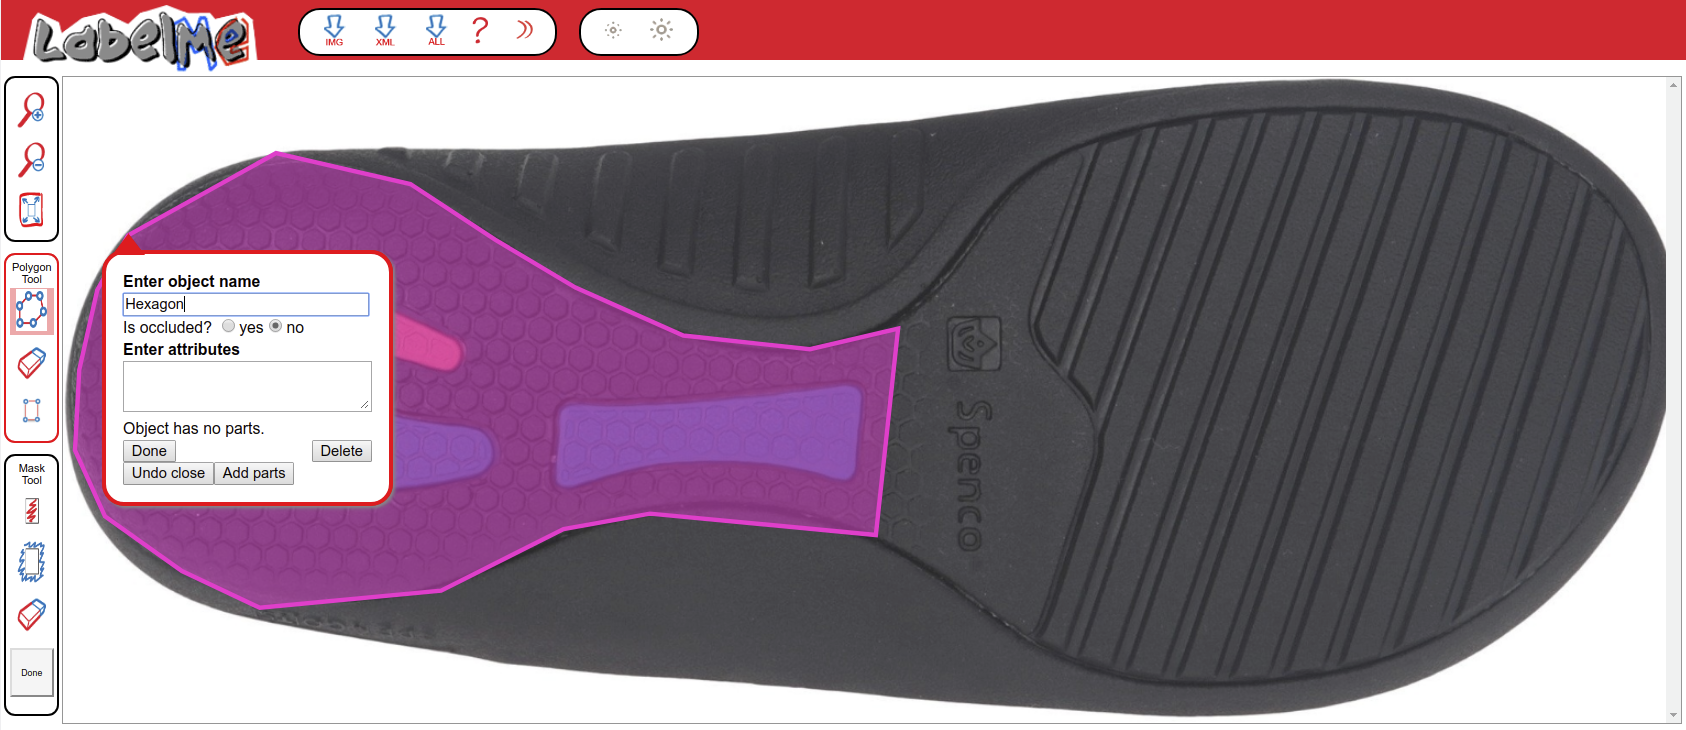 LabelMe
IMG
XML
ALL
?
Polygon
Tool
Mask
Tool
Done
Enter object name
Hexagon
Is occluded? yes no
Enter attributes
Object has no parts.
Done Delete
Undo close Add parts
Spenco